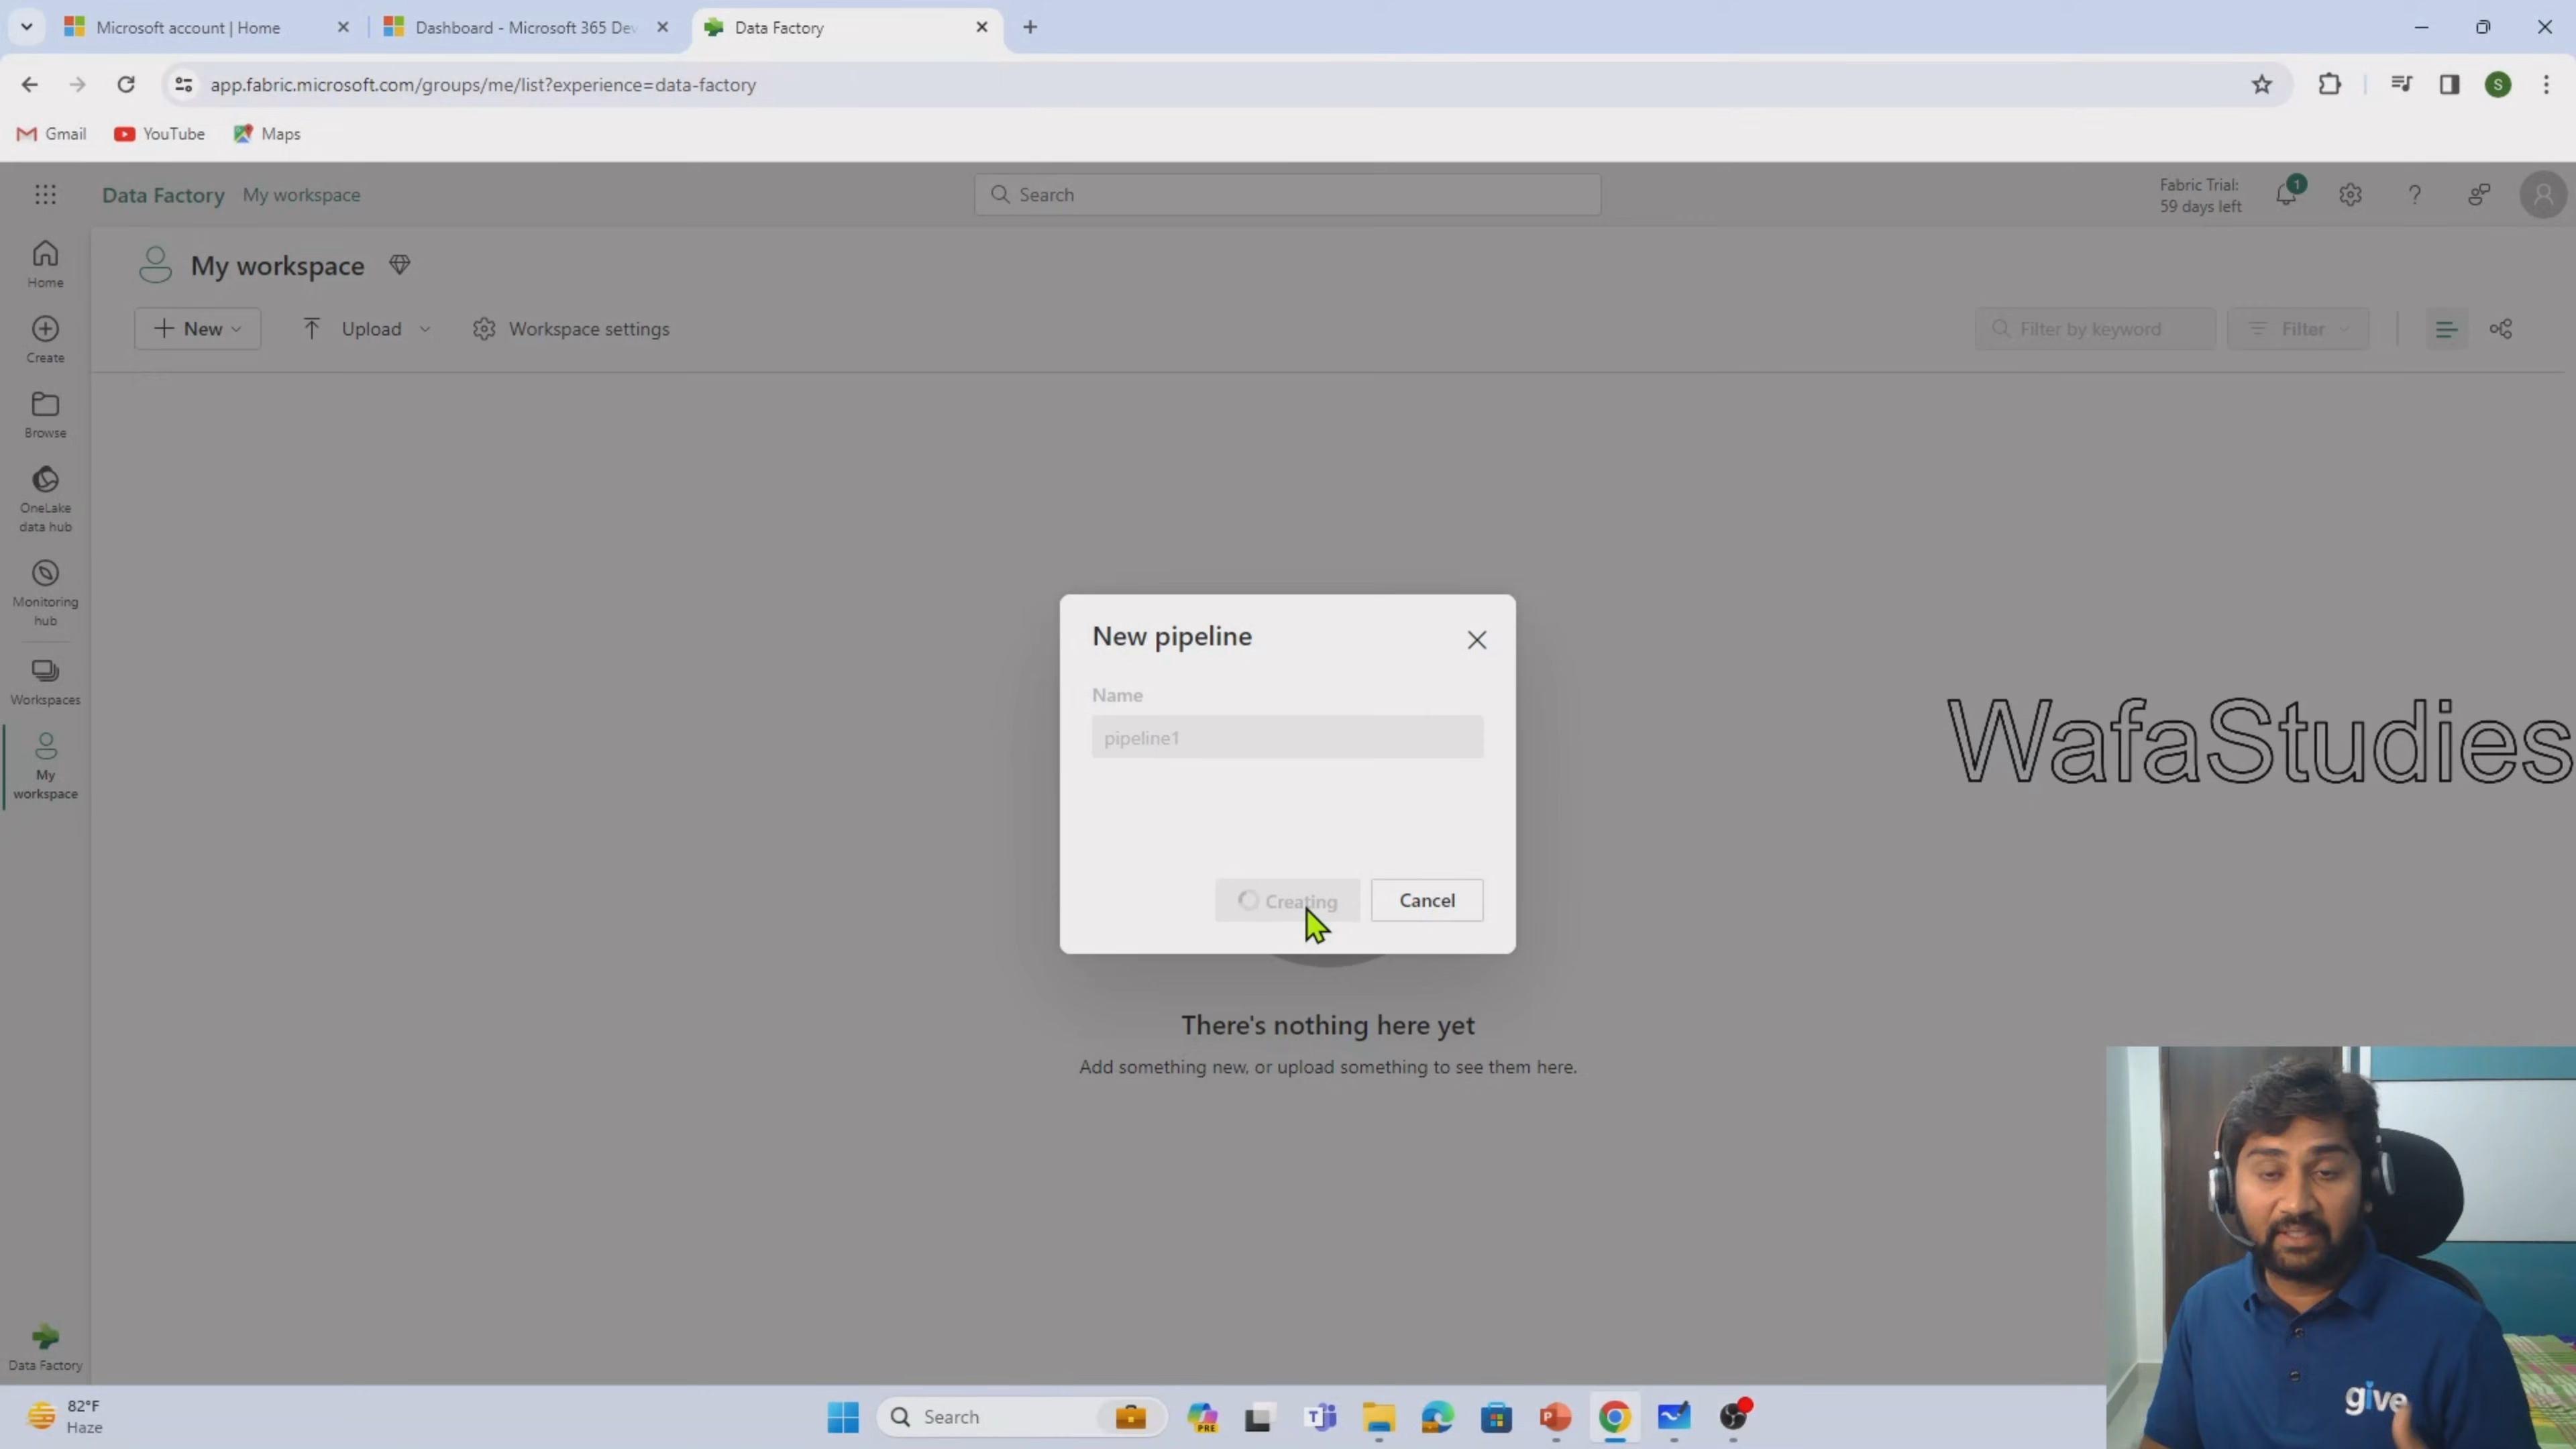 Microsoft account | Home
Dashboard - Microsoft 365 Dev
Data Factory
app.fabric.microsoft.com/groups/me/list?experience=data-factory
S
Gmail
YouTube
Maps
Data Factory
My workspace
Search
Fabric Trial:
59 days left
1
?
Home
Create
Browse
OneLake
data hub
Monitoring
hub
Workspaces
My
workspace
Data Factory
My workspace
New
Upload
Workspace settings
Filter by keyword
Filter
New pipeline
Name
pipeline1
Creating
Cancel
There's nothing here yet
Add something new, or upload something to see them here.
WafaStudies
give
82°F
Haze
Search
PRE